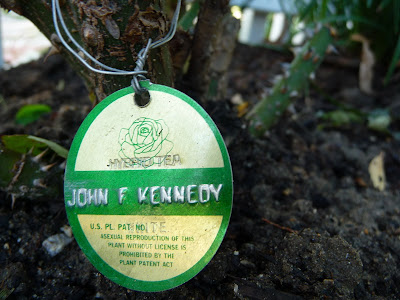 HYBRID TEA
JOHN F KENNEDY
U.S. PL. PAT. NO.
WHITE
ASEXUAL REPRODUCTION OF THIS
PLANT WITHOUT LICENSE IS
PROHIBITED BY THE
PLANT PATENT ACT